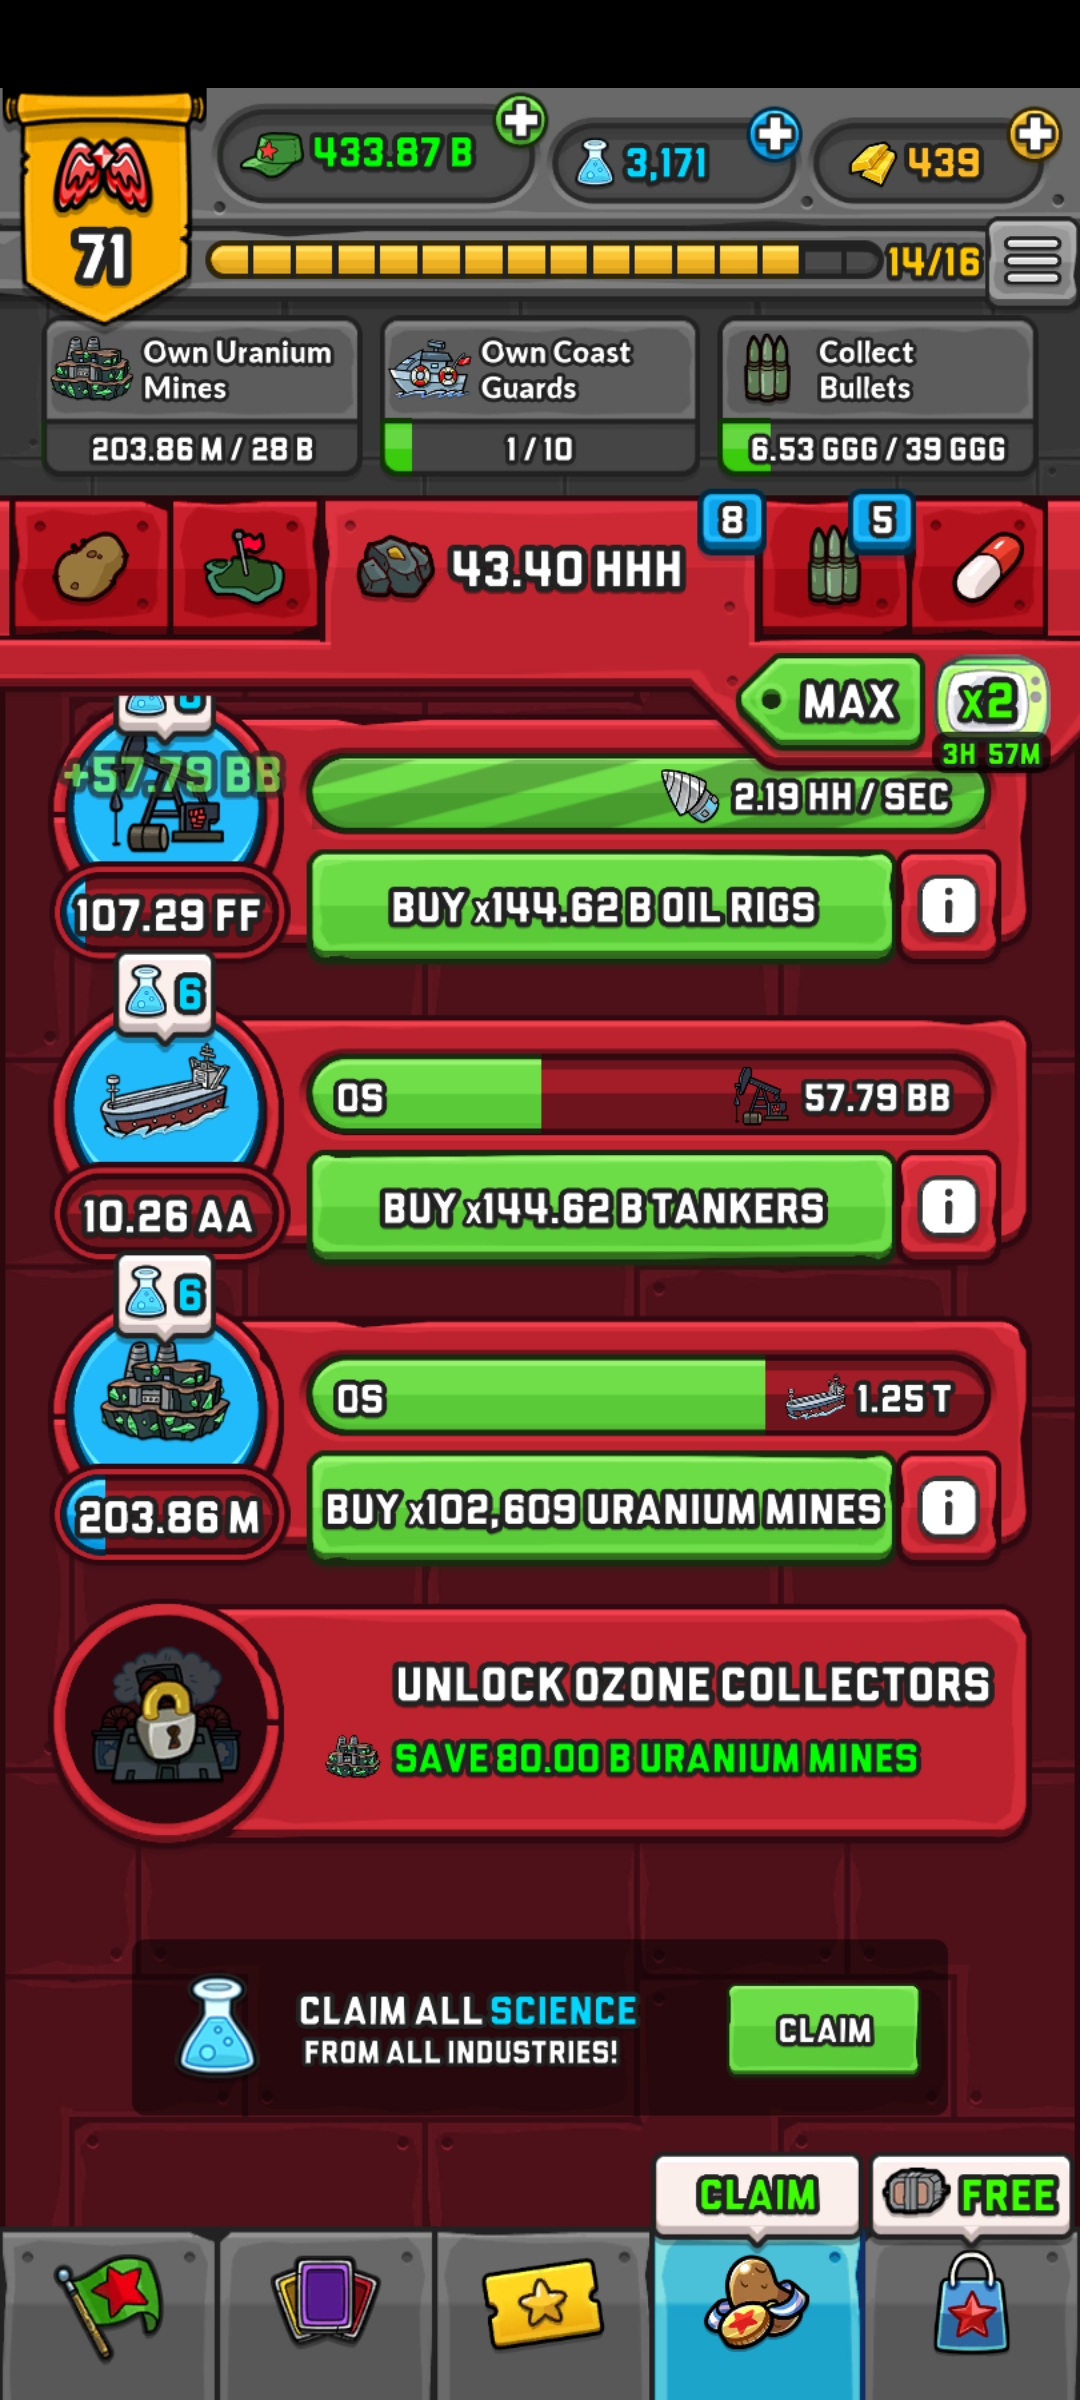 433.87 B
3,171
439
71
14/16
Own Uranium
Mines
203.86 M / 28 B
Own Coast
Guards
1 / 10
Collect
Bullets
6.53 GGG / 39 GGG
43.40 HHH
8
5
MAX
x2
3H 57M
+57.79 BB
2.19 HH / SEC
107.29 FF
BUY x144.62 B OIL RIGS
i
6
0S
57.79 BB
10.26 AA
BUY x144.62 B TANKERS
i
6
0S
1.25 T
203.86 M
BUY x102,609 URANIUM MINES
i
UNLOCK OZONE COLLECTORS
SAVE 80.00 B URANIUM MINES
CLAIM ALL SCIENCE
FROM ALL INDUSTRIES!
CLAIM
CLAIM
FREE